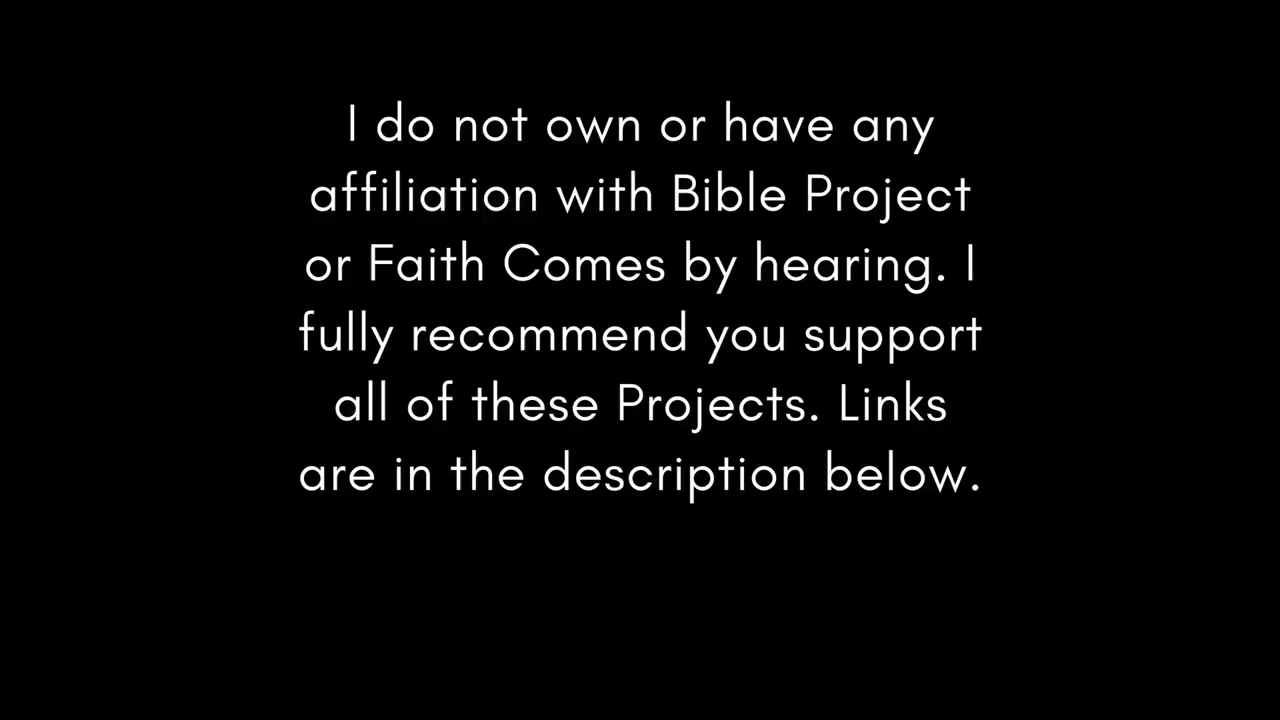 I do not own or have any
affiliation with Bible Project
or Faith Comes by hearing. I
fully recommend you support
all of these Projects. Links
are in the description below.